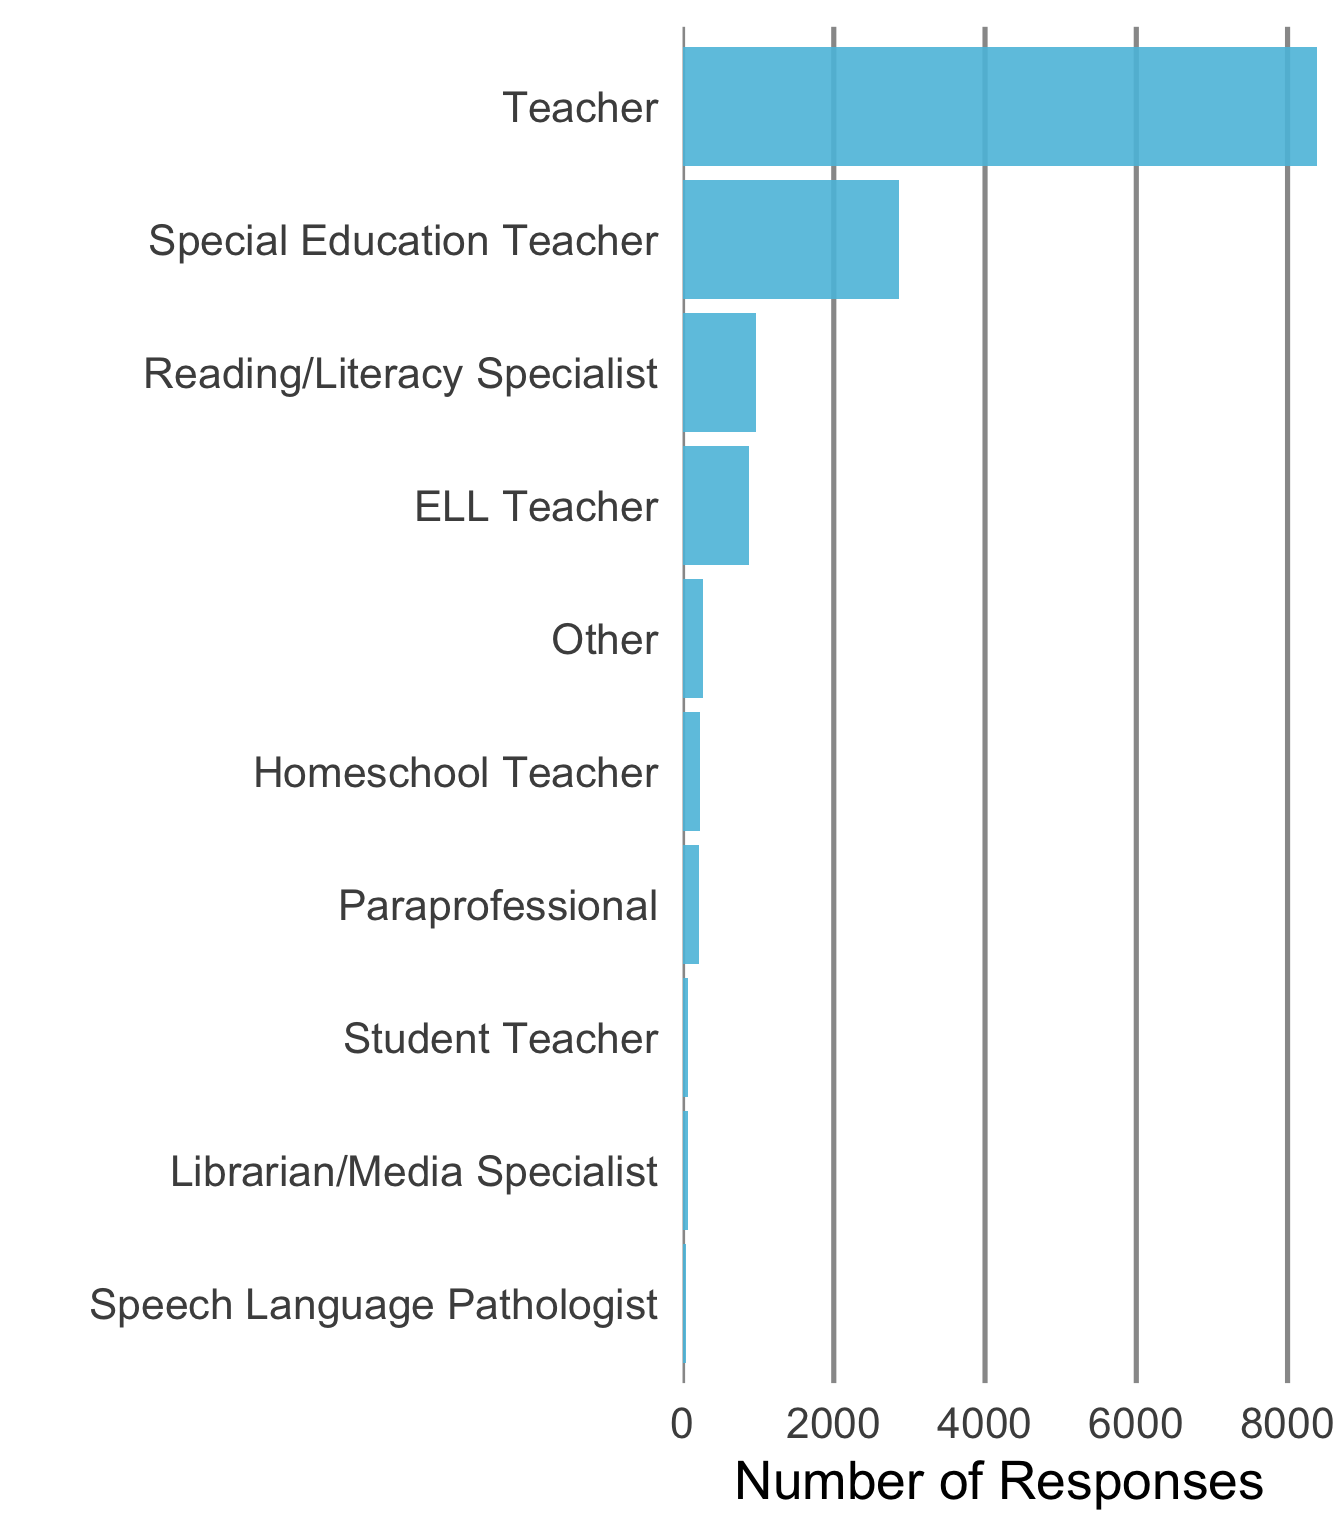 Teacher
Special Education Teacher
Reading/Literacy Specialist
ELL Teacher
Other
Homeschool Teacher
Paraprofessional
Student Teacher
Librarian/Media Specialist
Speech Language Pathologist
0 2000 4000 6000 8000
Number of Responses